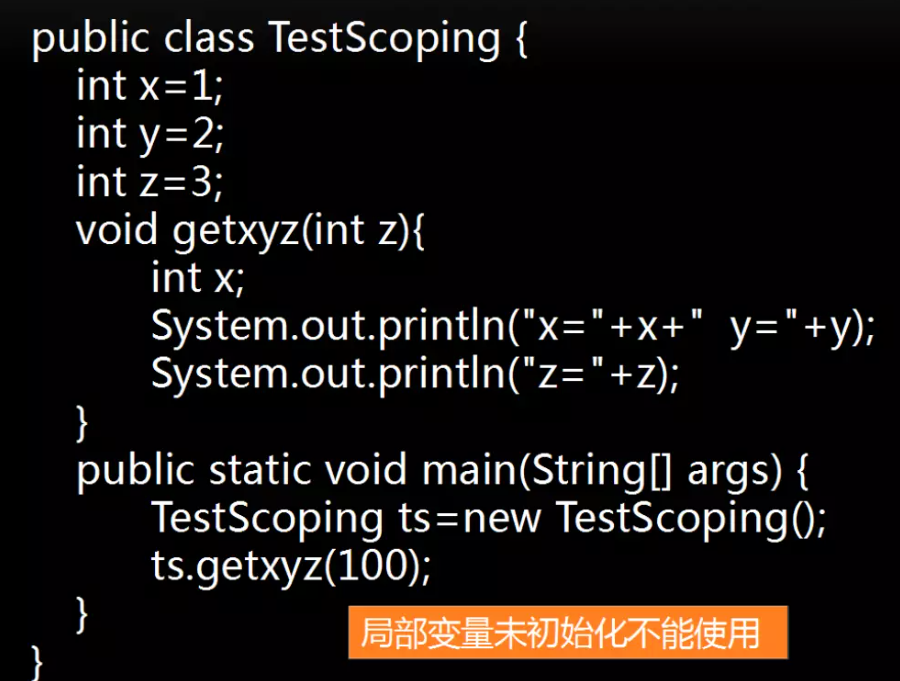 public class TestScoping {
int x=1;
int y=2;
int z=3;
void getxyz(int z){
int x;
System.out.println("x="+x+" y="+y);
System.out.println("z="+z);
}
public static void main(String[] args) {
TestScoping ts=new TestScoping();
ts.getxyz(100);
}
局部变量未初始化不能使用
}